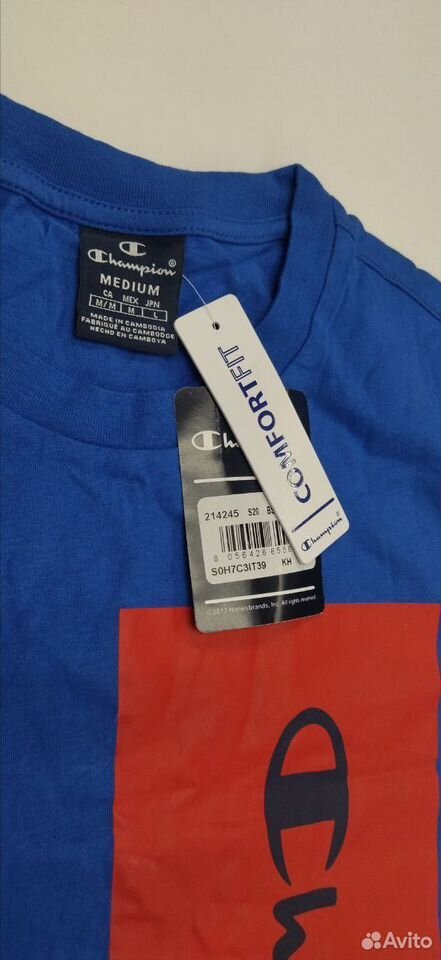 Champion®
MEDIUM
CA MEX JPN
M/M M L
MADE IN CAMBODIA
FABRIQUÉ AU CAMBODGE
HECHO EN CAMBOYA
COMFORTFIT
Champion
214245 S20
S0H7C3IT39 KH
©2017 Hanesbrands, Inc. All rights reserved
Ch
Avito